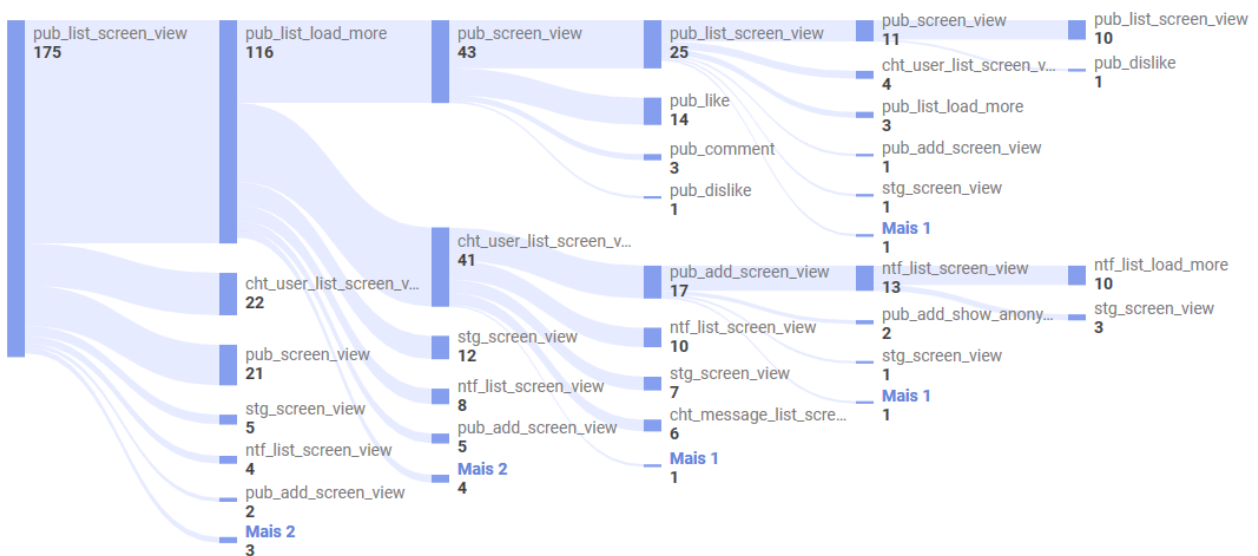 pub_list_screen_view
175
pub_list_load_more
116
cht_user_list_screen_v...
22
pub_screen_view
21
stg_screen_view
5
ntf_list_screen_view
4
pub_add_screen_view
2
Mais 2
3
pub_screen_view
43
cht_user_list_screen_v...
41
stg_screen_view
12
ntf_list_screen_view
8
pub_add_screen_view
5
Mais 2
4
pub_list_screen_view
25
pub_like
14
pub_comment
3
pub_dislike
1
pub_add_screen_view
17
ntf_list_screen_view
10
stg_screen_view
7
cht_message_list_scre...
6
Mais 1
1
pub_screen_view
11
cht_user_list_screen_v...
4
pub_list_load_more
3
pub_add_screen_view
1
stg_screen_view
1
Mais 1
1
ntf_list_screen_view
13
pub_add_show_anony...
2
stg_screen_view
1
Mais 1
1
pub_list_screen_view
10
pub_dislike
1
ntf_list_load_more
10
stg_screen_view
3